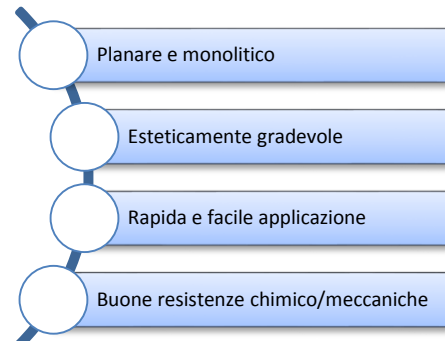 Planare e monolitico
Esteticamente gradevole
Rapida e facile applicazione
Buone resistenze chimico/meccaniche